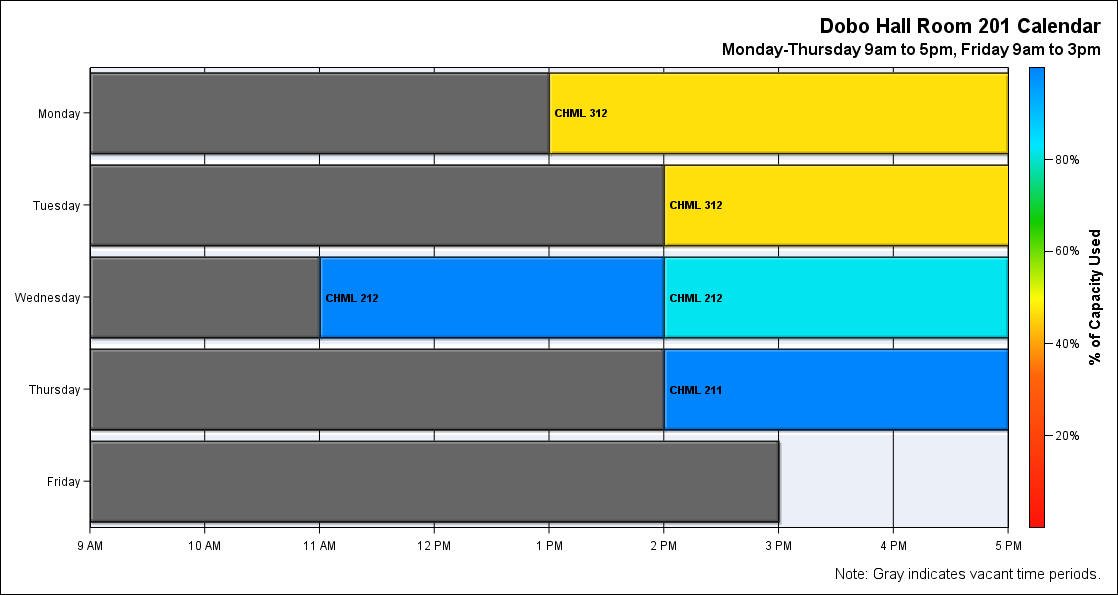 Dobo Hall Room 201 Calendar
Monday-Thursday 9am to 5pm, Friday 9am to 3pm
Monday
CHML 312
Tuesday
CHML 312
Wednesday
CHML 212
CHML 212
Thursday
CHML 211
Friday
9 AM
10 AM
11 AM
12 PM
1 PM
2 PM
3 PM
4 PM
5 PM
80%
60%
40%
20%
% of Capacity Used
Note: Gray indicates vacant time periods.